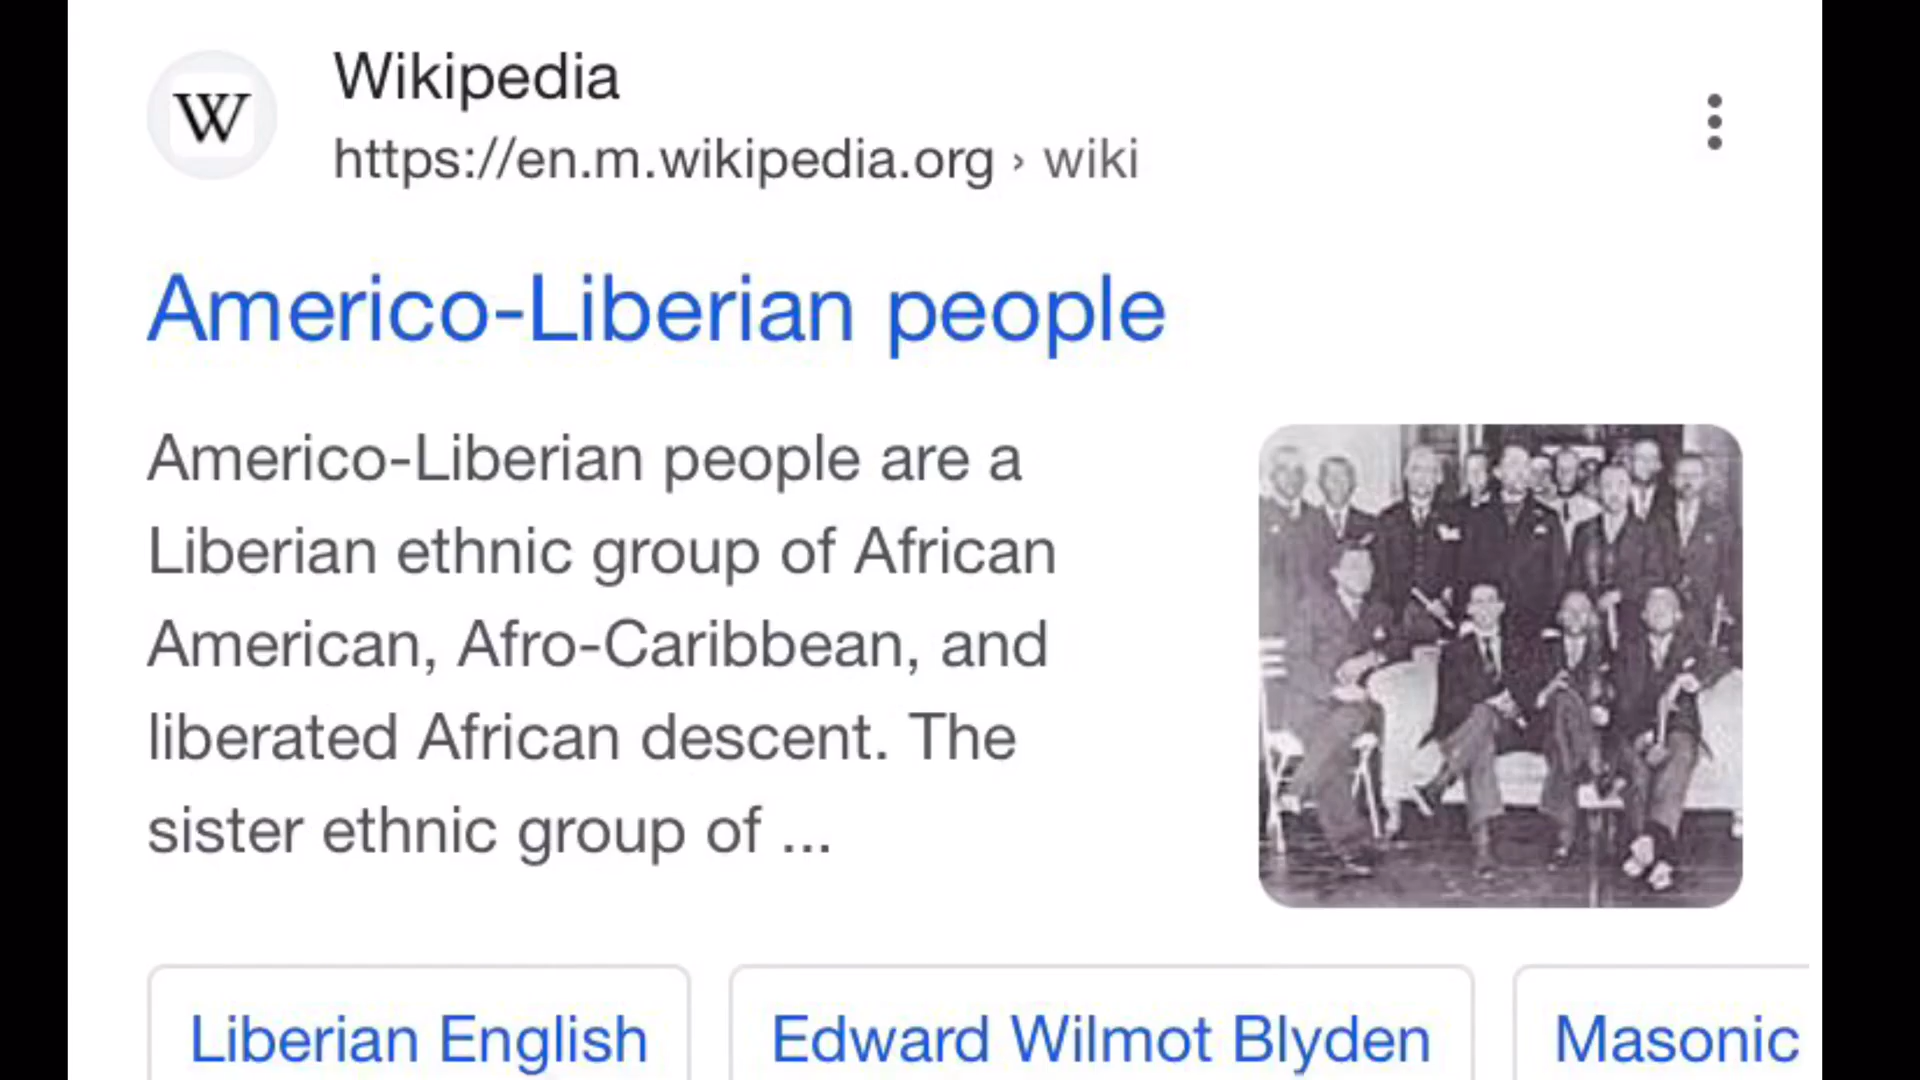 W
Wikipedia
https://en.m.wikipedia.org › wiki
Americo-Liberian people
Americo-Liberian people are a
Liberian ethnic group of African
American, Afro-Caribbean, and
liberated African descent. The
sister ethnic group of ...
Liberian English
Edward Wilmot Blyden
Masonic